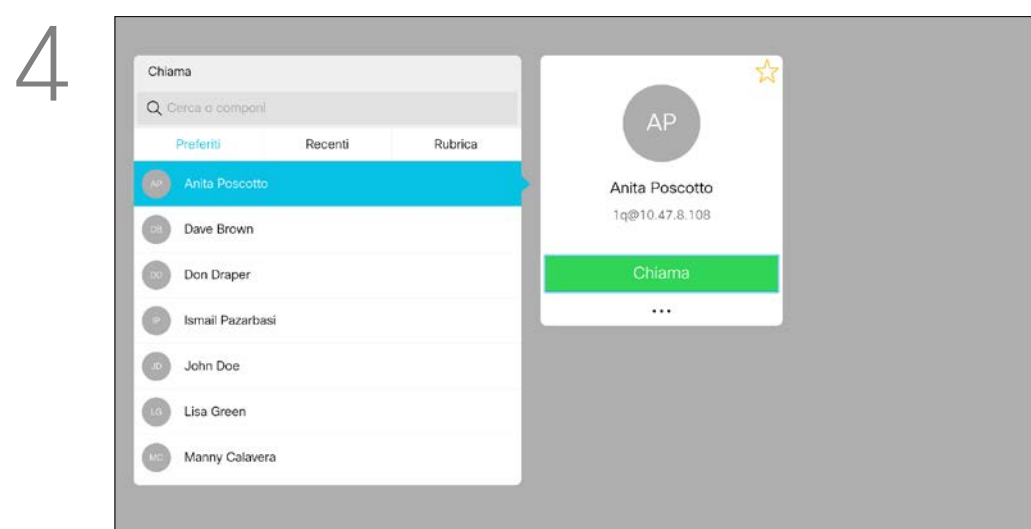 4
Chiama
Cerca o componi
Preferiti Recenti Rubrica
AP Anita Poscotto
DB Dave Brown
DD Don Draper
IP Ismail Pazarbasi
JD John Doe
LG Lisa Green
MC Manny Calavera
AP
Anita Poscotto
1q@10.47.8.108
Chiama
•••